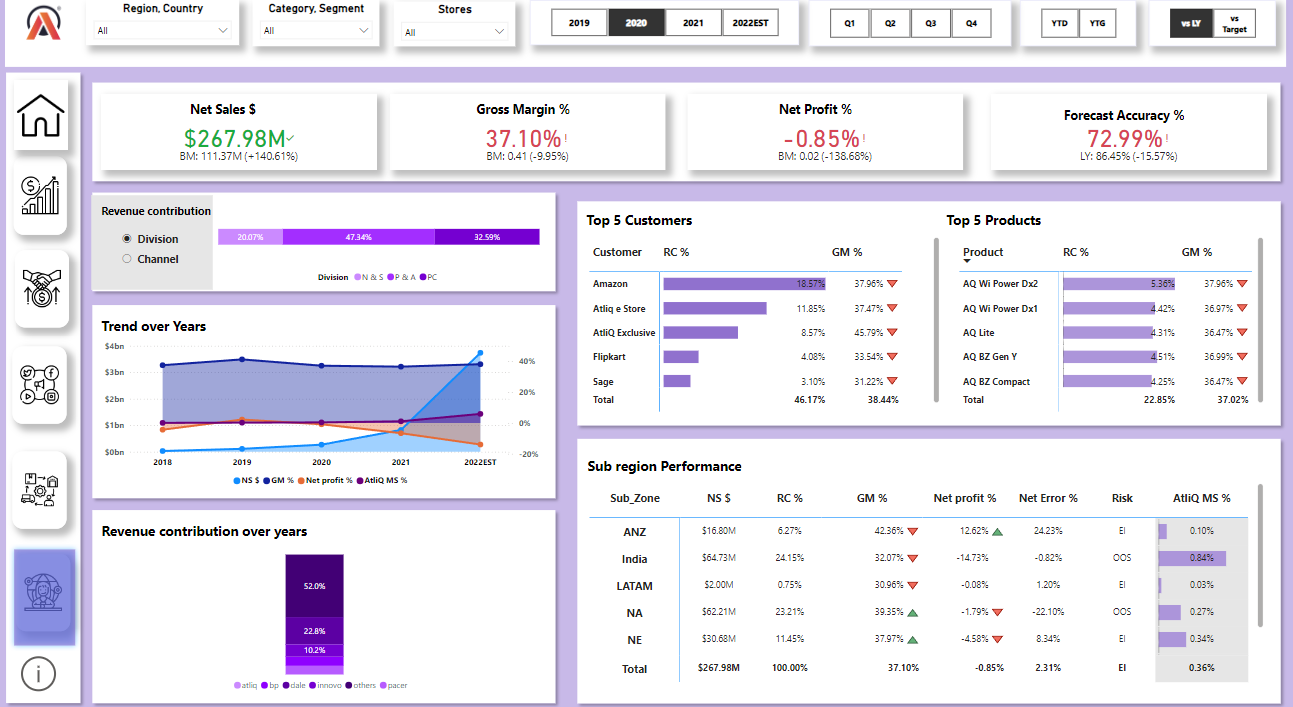 Region, Country
All
Category, Segment
All
Stores
All
2019 2020 2021 2022EST
Q1 Q2 Q3 Q4
YTD YTG
vs LY vs Target
Net Sales $
$267.98M
BM: 111.37M (+140.61%)
Gross Margin %
37.10%!
BM: 0.41 (-9.95%)
Net Profit %
-0.85%!
BM: 0.02 (-138.68%)
Forecast Accuracy %
72.99%!
LY: 86.45% (-15.57%)
Revenue contribution
Division
Channel
20.07% 47.34% 32.59%
Division N & S P & A PC
Trend over Years
$4bn
$3bn
$2bn
$1bn
$0bn
40%
20%
0%
-20%
2018 2019 2020 2021 2022EST
NS $ GM % Net profit % AtliQ MS %
Revenue contribution over years
52.0%
22.8%
10.2%
atliq bp dale innovo others pacer
Top 5 Customers
Customer RC % GM %
Amazon 18.57% 37.96%
Atliq e Store 11.85% 37.47%
AtliQ Exclusive 8.57% 45.79%
Flipkart 4.08% 33.54%
Sage 3.10% 31.22%
Total 46.17% 38.44%
Top 5 Products
Product RC % GM %
AQ Wi Power Dx2 5.36% 37.96%
AQ Wi Power Dx1 4.42% 36.97%
AQ Lite 4.31% 36.47%
AQ BZ Gen Y 4.51% 36.99%
AQ BZ Compact 4.25% 36.47%
Total 22.85% 37.02%
Sub region Performance
Sub_Zone NS $ RC % GM % Net profit % Net Error % Risk AtliQ MS %
ANZ $16.80M 6.27% 42.36% 12.62% 24.23% EI 0.10%
India $64.73M 24.15% 32.07% -14.73% -0.82% OOS 0.84%
LATAM $2.00M 0.75% 30.96% -0.08% 1.20% EI 0.03%
NA $62.21M 23.21% 39.35% -1.79% -22.10% OOS 0.27%
NE $30.68M 11.45% 37.97% -4.58% 8.34% EI 0.34%
Total $267.98M 100.00% 37.10% -0.85% 2.31% EI 0.36%